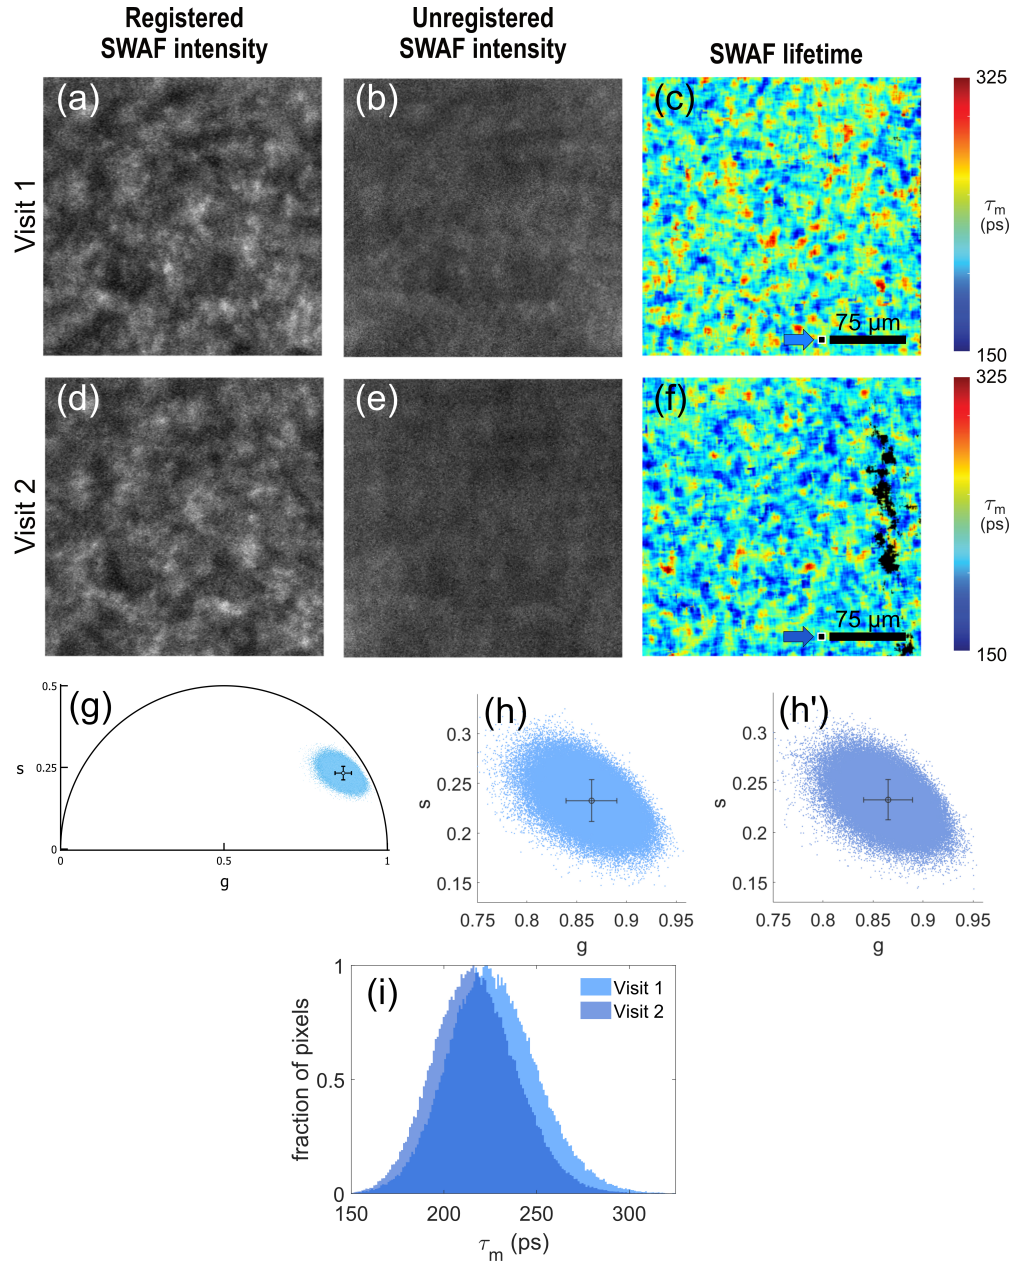 Registered
SWAF intensity
Unregistered
SWAF intensity
SWAF lifetime
Visit 1
(a)
(b)
(c)
75 µm
325
τm
(ps)
150
Visit 2
(d)
(e)
(f)
75 µm
325
τm
(ps)
150
(g)
0.5
0.25
0
s
0
0.5
1
g
(h)
0.3
0.25
0.2
0.15
s
0.75 0.8 0.85 0.9 0.95
g
(h')
0.3
0.25
0.2
0.15
s
0.75 0.8 0.85 0.9 0.95
g
(i)
Visit 1
Visit 2
1
0.5
0
fraction of pixels
150 200 250 300
τm (ps)